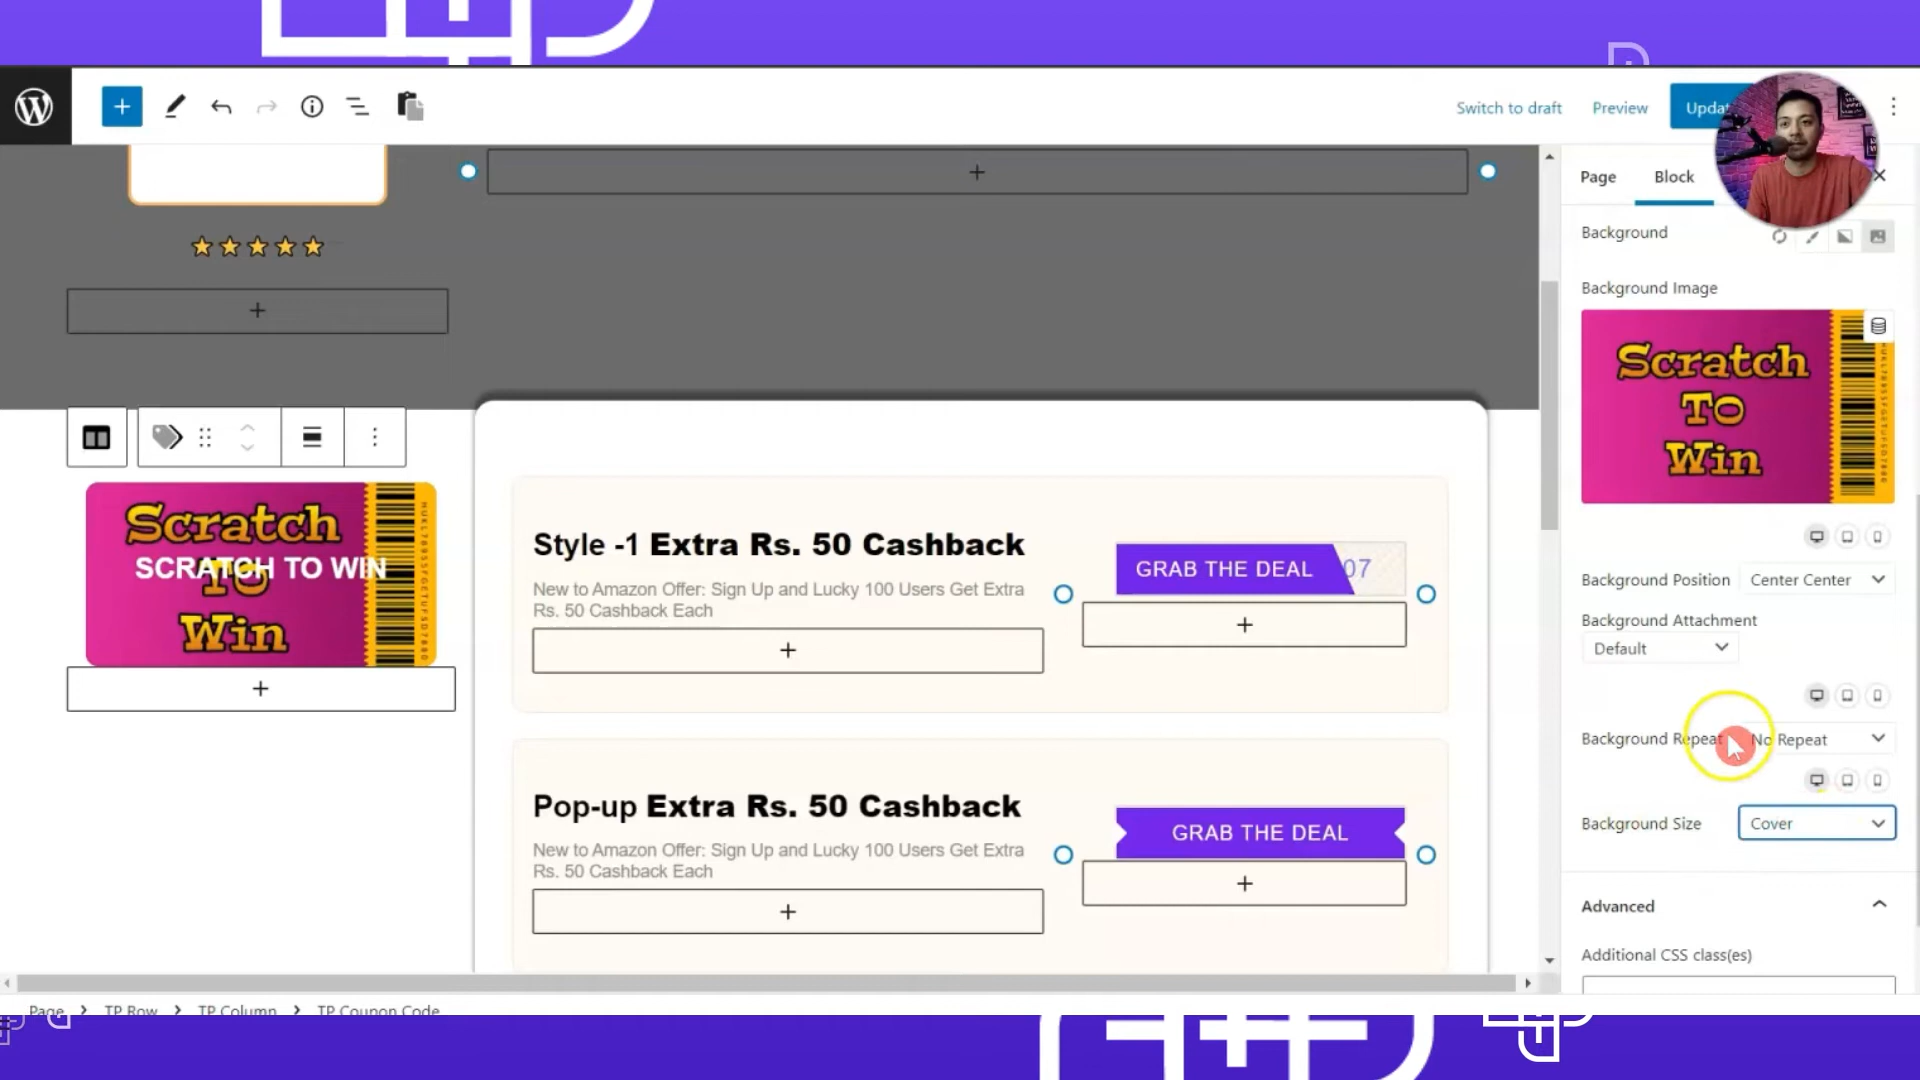 Switch to draft
Preview
Updat
Page
Block
Background
Background Image
Scratch
To
Win
Scratch
To
Win
SCRATCH TO WIN
Style -1 Extra Rs. 50 Cashback
New to Amazon Offer: Sign Up and Lucky 100 Users Get Extra
Rs. 50 Cashback Each
GRAB THE DEAL
07
Pop-up Extra Rs. 50 Cashback
New to Amazon Offer: Sign Up and Lucky 100 Users Get Extra
Rs. 50 Cashback Each
GRAB THE DEAL
Background Position
Center Center
Background Attachment
Default
Background Repeat
No Repeat
Background Size
Cover
Advanced
Additional CSS class(es)
Page
TP Row
TP Column
TP Coupon Code